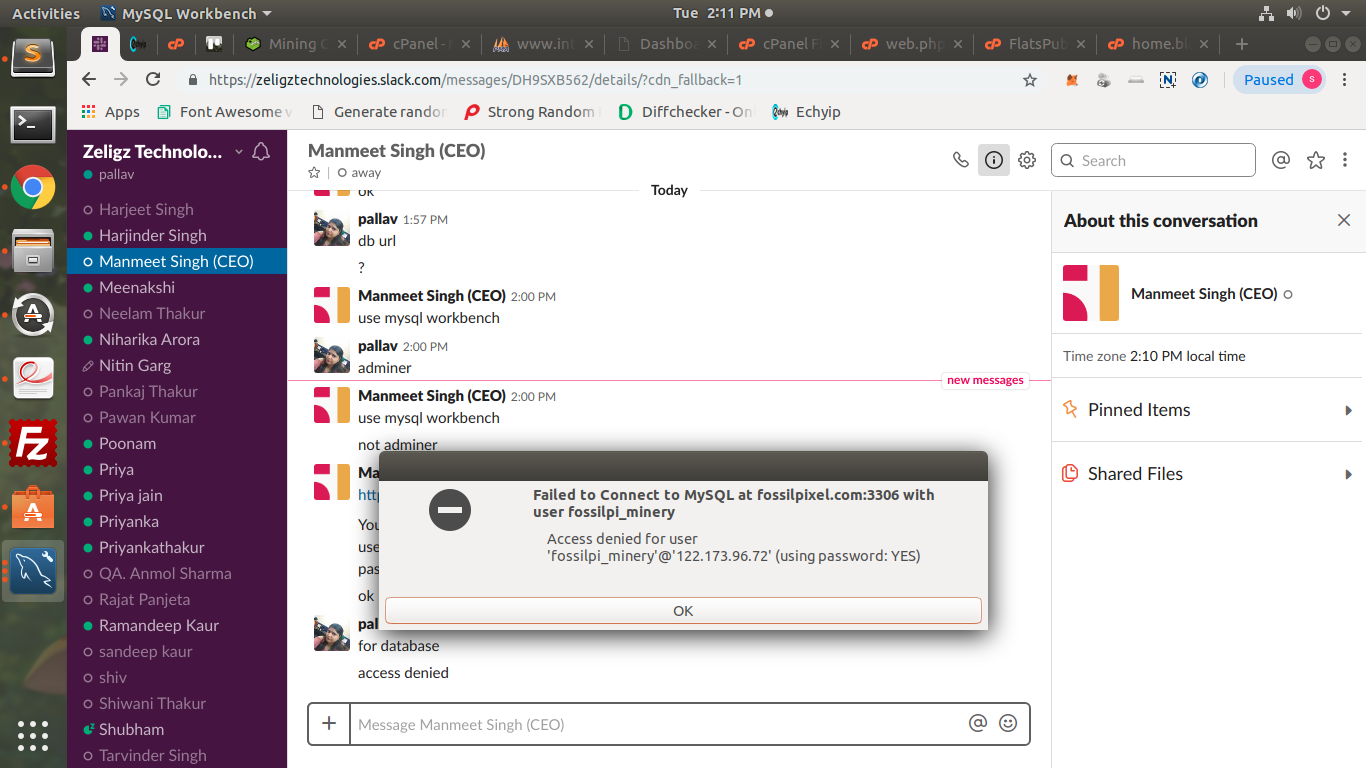 Activities
MySQL Workbench
Tue 2:11 PM
Mining C
cPanel -
www.int
Dashboa
cPanel F
web.php
FlatsPub
home.bl
https://zeligztechnologies.slack.com/messages/DH9SXB562/details/?cdn_fallback=1
Paused
S
Apps
Font Awesome v
Generate randor
Strong Random
Diffchecker - Onl
Echyip
Zeligz Technolo...
pallav
Harjeet Singh
Harjinder Singh
Manmeet Singh (CEO)
Meenakshi
Neelam Thakur
Niharika Arora
Nitin Garg
Pankaj Thakur
Pawan Kumar
Poonam
Priya
Priya jain
Priyanka
Priyankathakur
QA. Anmol Sharma
Rajat Panjeta
Ramandeep Kaur
sandeep kaur
shiv
Shiwani Thakur
Shubham
Tarvinder Singh
Manmeet Singh (CEO)
away
Search
Today
ok
pallav 1:57 PM
db url
?
Manmeet Singh (CEO) 2:00 PM
use mysql workbench
pallav 2:00 PM
adminer
new messages
Manmeet Singh (CEO) 2:00 PM
use mysql workbench
not adminer
Ma
http
You
use
pas
ok
pal
for database
access denied
Failed to Connect to MySQL at fossilpixel.com:3306 with
user fossilpi_minery
Access denied for user
'fossilpi_minery'@'122.173.96.72' (using password: YES)
OK
Message Manmeet Singh (CEO)
About this conversation
Manmeet Singh (CEO)
Time zone 2:10 PM local time
Pinned Items
Shared Files